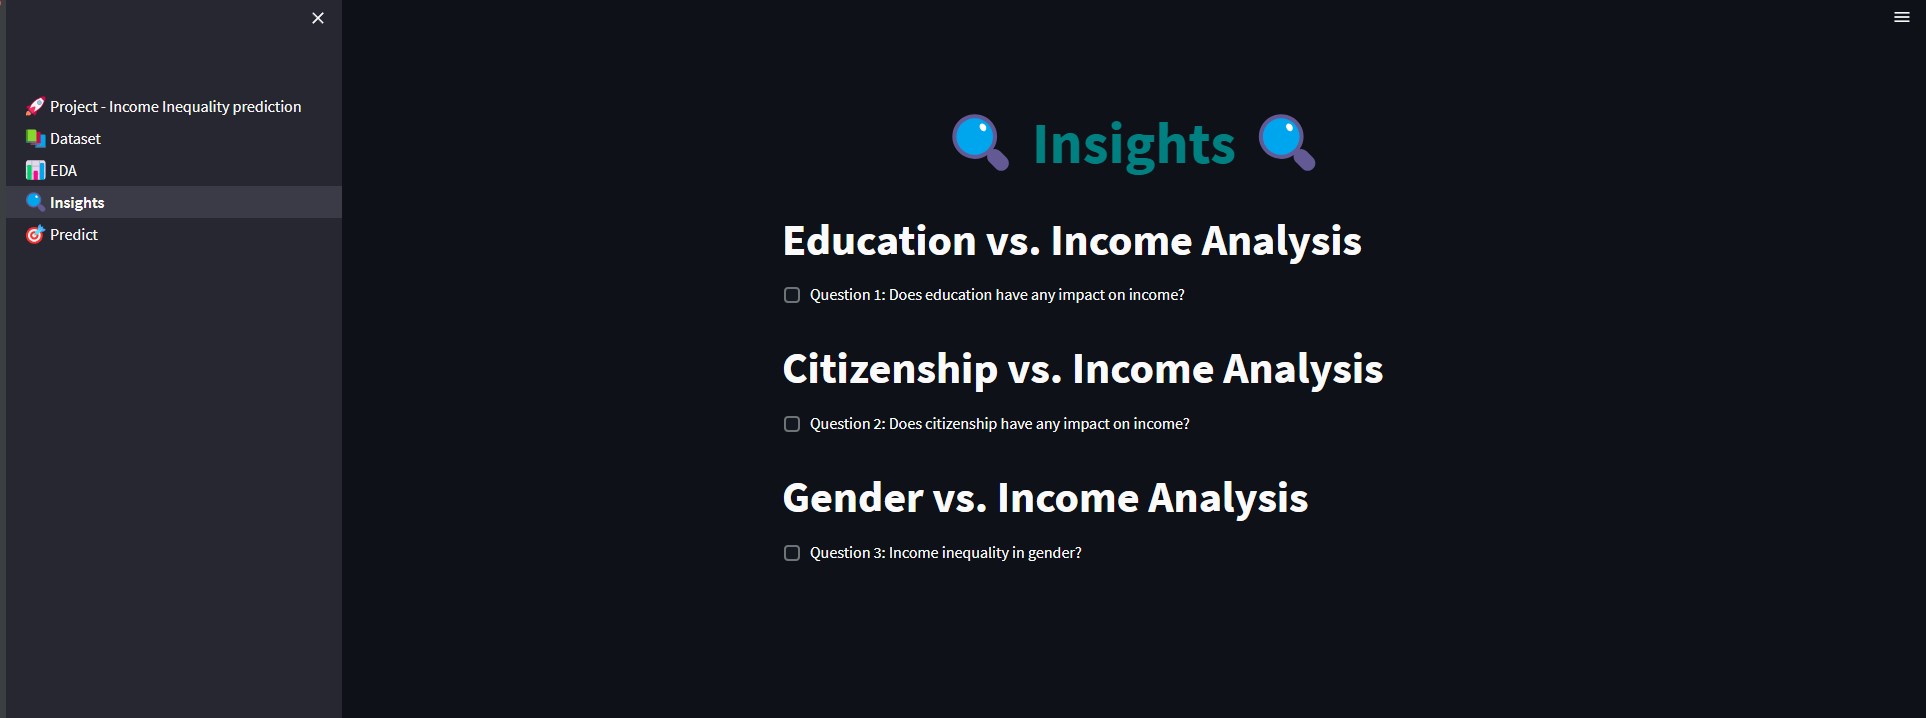 Project - Income Inequality prediction
Dataset
EDA
Insights
Predict
Insights
Education vs. Income Analysis
Question 1: Does education have any impact on income?
Citizenship vs. Income Analysis
Question 2: Does citizenship have any impact on income?
Gender vs. Income Analysis
Question 3: Income inequality in gender?